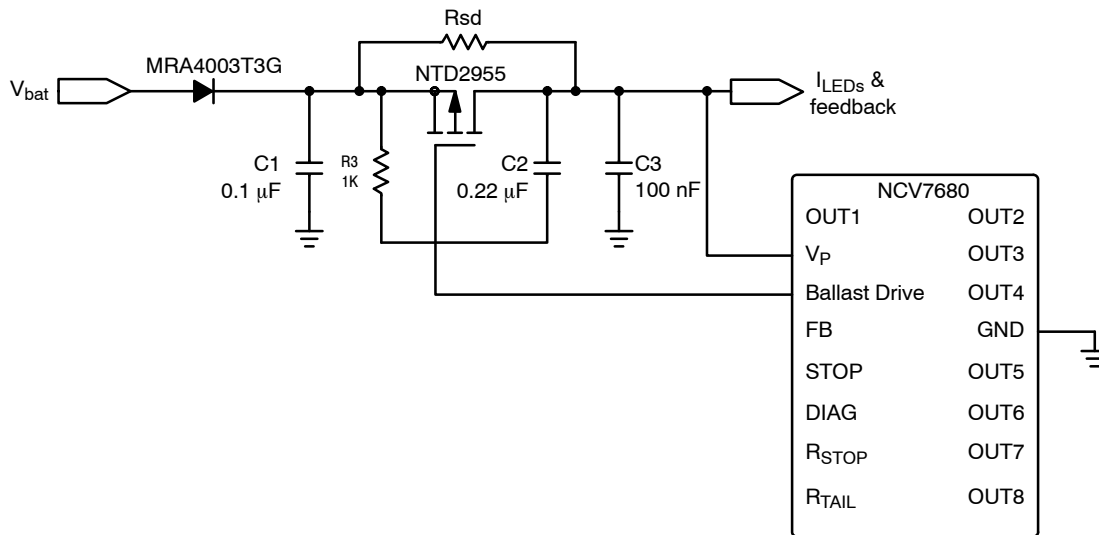 Rsd
MRA4003T3G
NTD2955
V_bat
I_LEDs &
feedback
C1
0.1 μF
R3
1K
C2
0.22 μF
C3
100 nF
NCV7680
OUT1 OUT2
V_P OUT3
Ballast Drive OUT4
FB GND
STOP OUT5
DIAG OUT6
R_STOP OUT7
R_TAIL OUT8